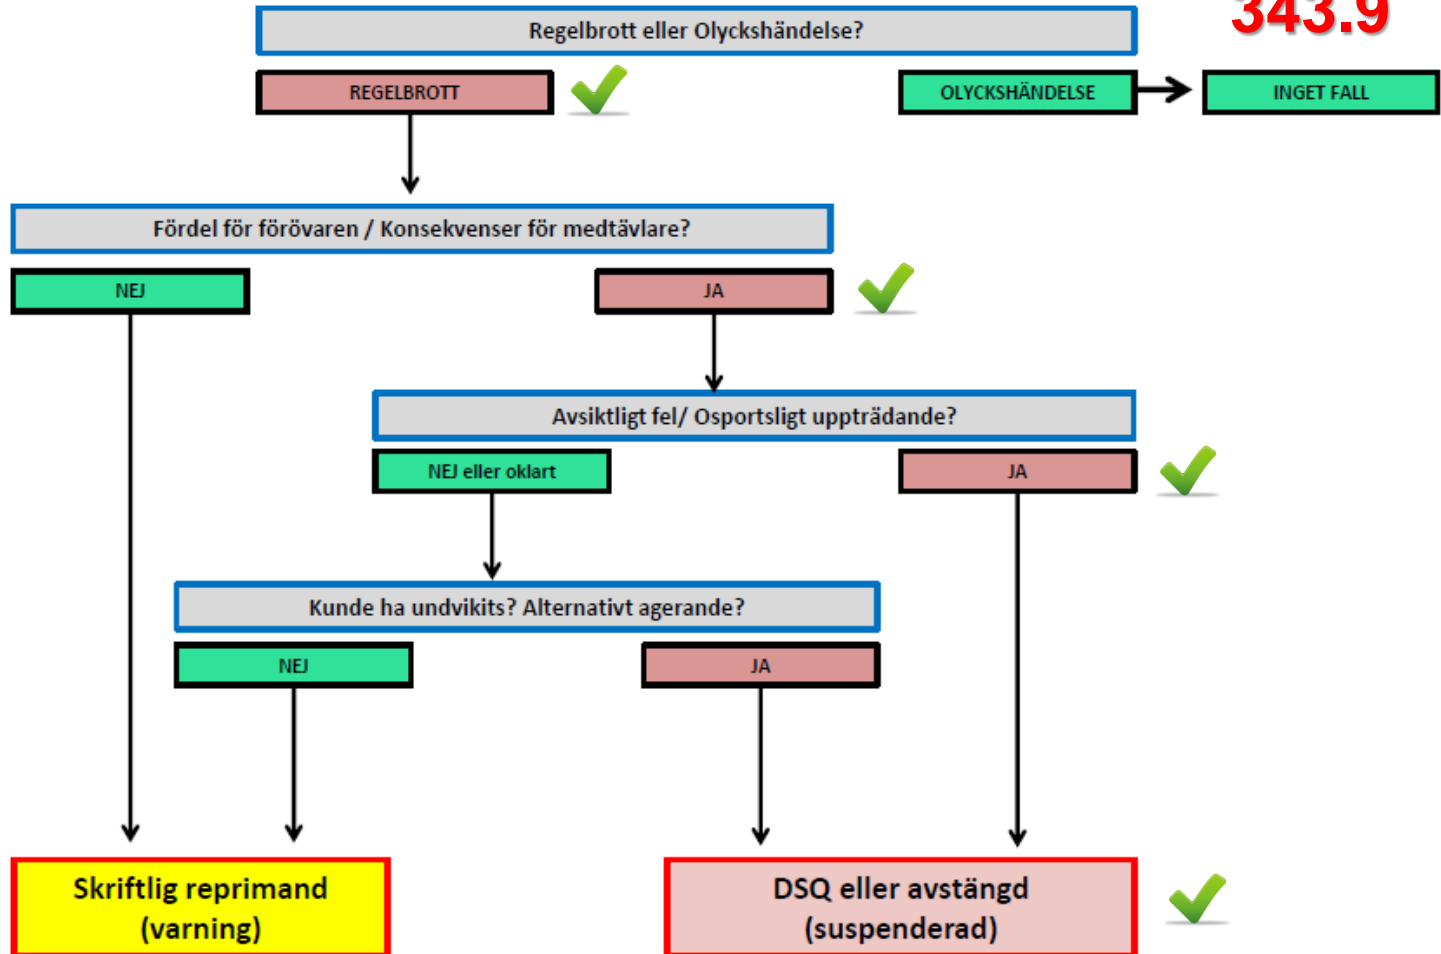 343.9
Regelbrott eller Olyckshändelse?
REGELBROTT
OLYCKSHÄNDELSE
INGET FALL
Fördel för förövaren / Konsekvenser för medtävlare?
NEJ
JA
Avsiktligt fel/ Osportsligt uppträdande?
NEJ eller oklart
JA
Kunde ha undvikits? Alternativt agerande?
NEJ
JA
Skriftlig reprimand
(varning)
DSQ eller avstängd
(suspenderad)